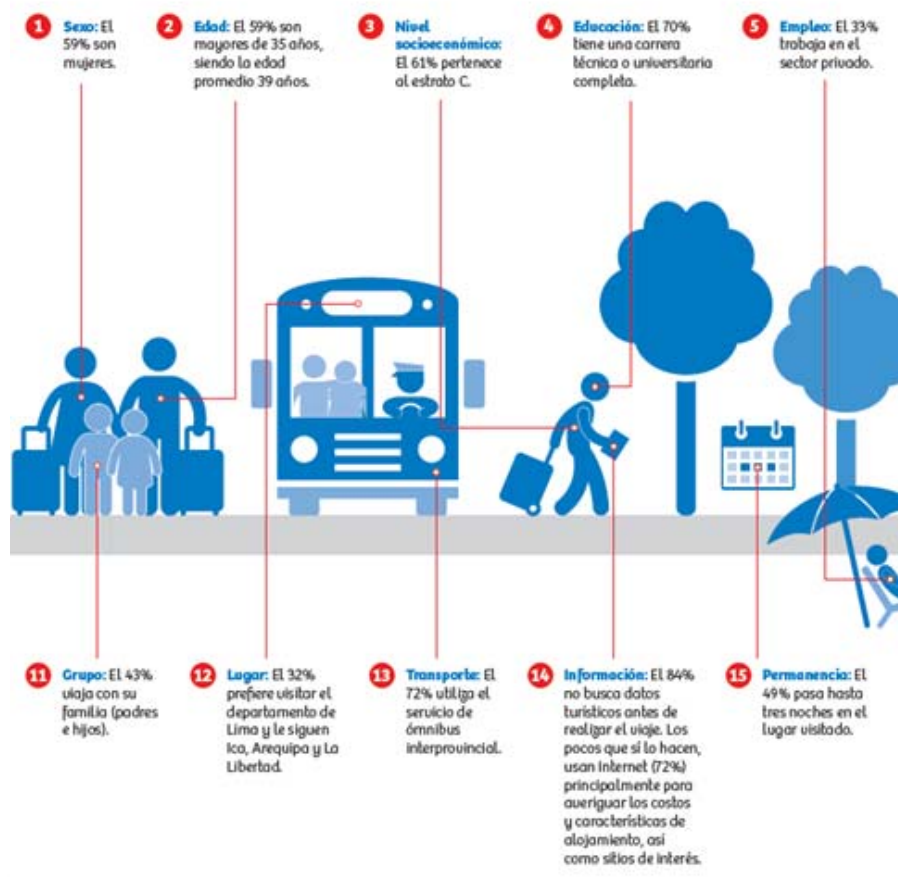 1 Sexo: El
59% son
mujeres.
2 Edad: El 59% son
mayores de 35 años,
siendo la edad
promedio 39 años.
3 Nivel
socioeconómico:
El 61% pertenece
al estrato C.
4 Educación: El 70%
tiene una carrera
técnica o universitaria
completa.
5 Empleo: El 33%
trabaja en el
sector privado.
11 Grupo: El 43%
viaja con su
familia (padres
e hijos).
12 Lugar: El 32%
prefiere visitar el
departamento de
Lima y le siguen
Ica, Arequipa y La
Libertad.
13 Transporte: El
72% utiliza el
servicio de
ómnibus
interprovincial.
14 Información: El 84%
no busca datos
turísticos antes de
realizar el viaje. Los
pocos que sí lo hacen,
usan Internet (72%)
principalmente para
averiguar los costos
y características de
alojamiento, así
como sitios de interés.
15 Permanencia: El
49% pasa hasta
tres noches en el
lugar visitado.